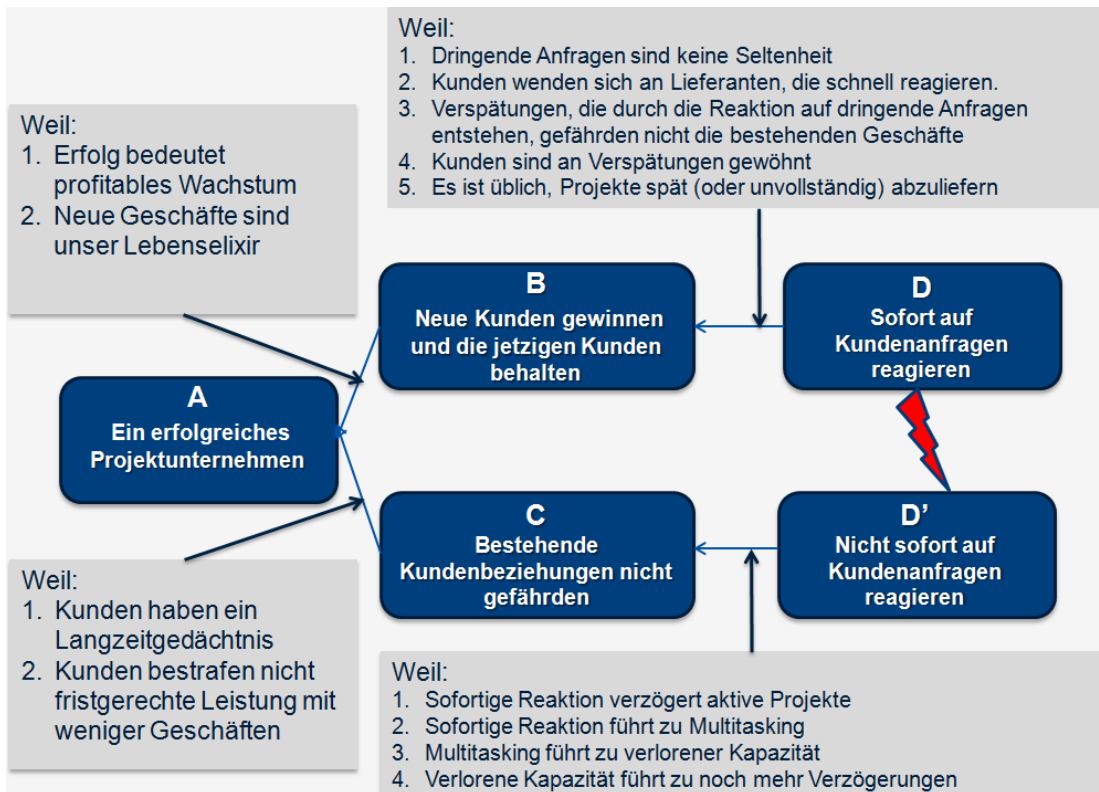 Weil:
1. Erfolg bedeutet
profitables Wachstum
2. Neue Geschäfte sind
unser Lebenselixir
Weil:
1. Dringende Anfragen sind keine Seltenheit
2. Kunden wenden sich an Lieferanten, die schnell reagieren.
3. Verspätungen, die durch die Reaktion auf dringende Anfragen
entstehen, gefährden nicht die bestehenden Geschäfte
4. Kunden sind an Verspätungen gewöhnt
5. Es ist üblich, Projekte spät (oder unvollständig) abzuliefern
A
Ein erfolgreiches
Projektunternehmen
B
Neue Kunden gewinnen
und die jetzigen Kunden
behalten
D
Sofort auf
Kundenanfragen
reagieren
C
Bestehende
Kundenbeziehungen nicht
gefährden
D’
Nicht sofort auf
Kundenanfragen
reagieren
Weil:
1. Kunden haben ein
Langzeitgedächtnis
2. Kunden bestrafen nicht
fristgerechte Leistung mit
weniger Geschäften
Weil:
1. Sofortige Reaktion verzögert aktive Projekte
2. Sofortige Reaktion führt zu Multitasking
3. Multitasking führt zu verlorener Kapazität
4. Verlorene Kapazität führt zu noch mehr Verzögerungen